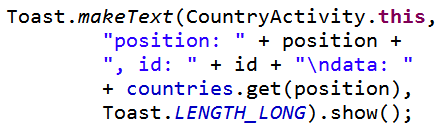 Toast.makeText(CountryActivity.this,
"position: " + position +
", id: " + id + "\ndata: "
+ countries.get(position),
Toast.LENGTH_LONG).show();